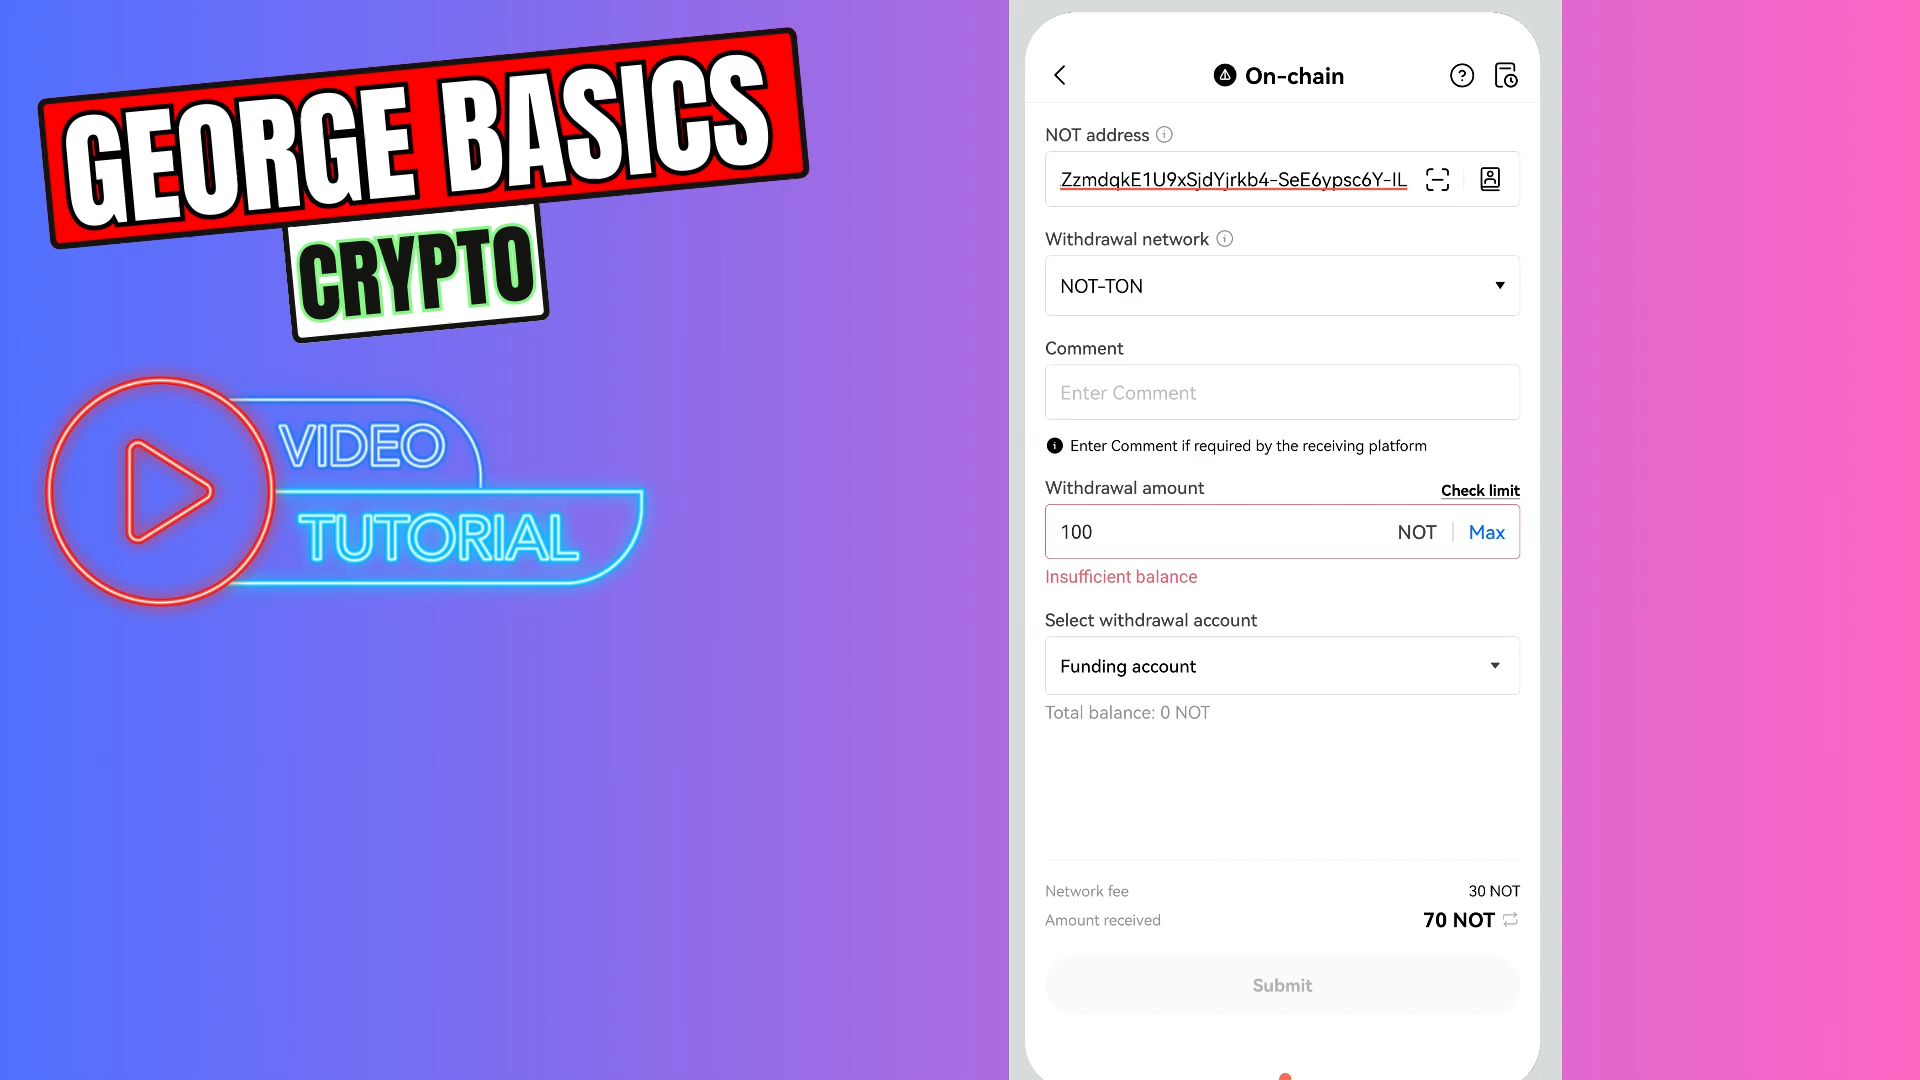 GEORGE BASICS
CRYPTO
VIDEO
TUTORIAL
On-chain
NOT address
ZzmdqkE1U9xSjdYjrkb4-SeE6ypsc6Y-IL
Withdrawal network
NOT-TON
Comment
Enter Comment
Enter Comment if required by the receiving platform
Withdrawal amount Check limit
100 NOT Max
Insufficient balance
Select withdrawal account
Funding account
Total balance: 0 NOT
Network fee 30 NOT
Amount received 70 NOT
Submit